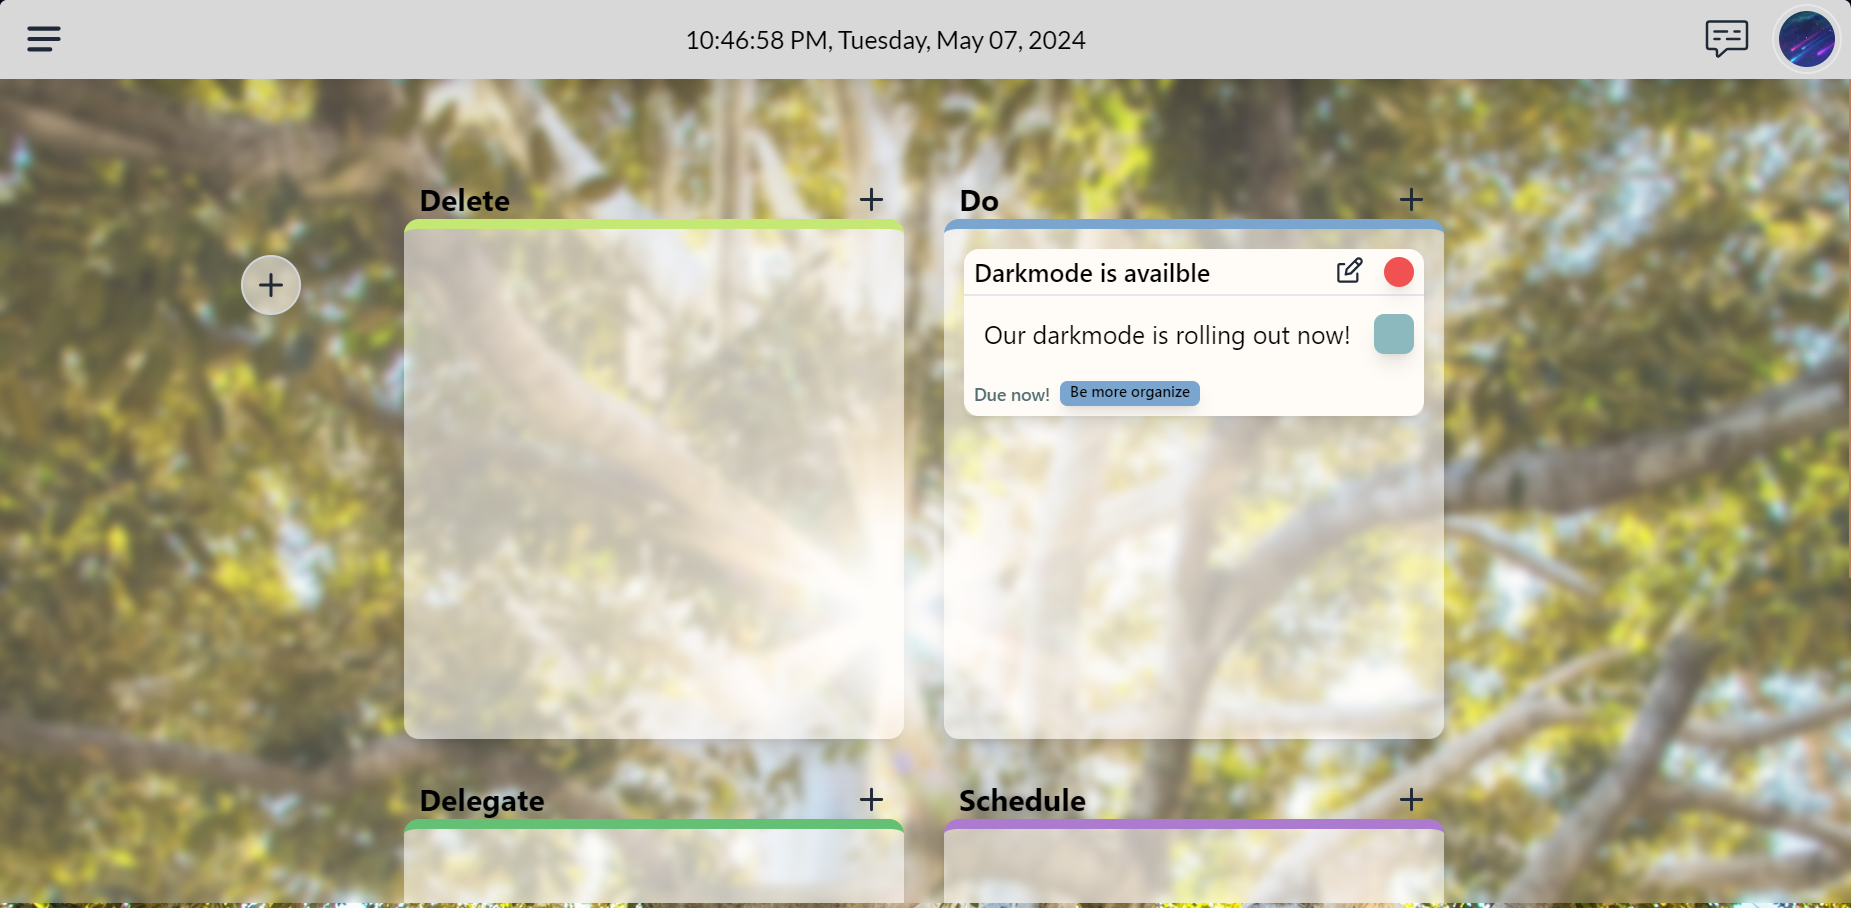 10:46:58 PM, Tuesday, May 07, 2024
Delete
Do
Darkmode is availble
Our darkmode is rolling out now!
Due now!
Be more organize
Delegate
Schedule